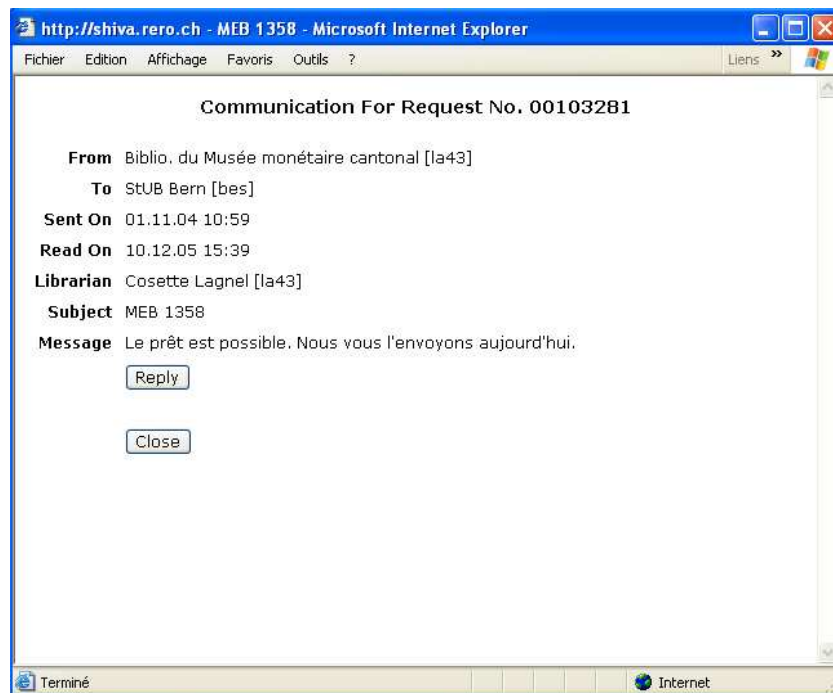 http://shiva.rero.ch - MEB 1358 - Microsoft Internet Explorer
Fichier Edition Affichage Favoris Outils ? Liens »
Communication For Request No. 00103281
From Biblio. du Musée monétaire cantonal [la43]
To StUB Bern [bes]
Sent On 01.11.04 10:59
Read On 10.12.05 15:39
Librarian Cosette Lagnel [la43]
Subject MEB 1358
Message Le prêt est possible. Nous vous l'envoyons aujourd'hui.
Reply
Close
Terminé Internet